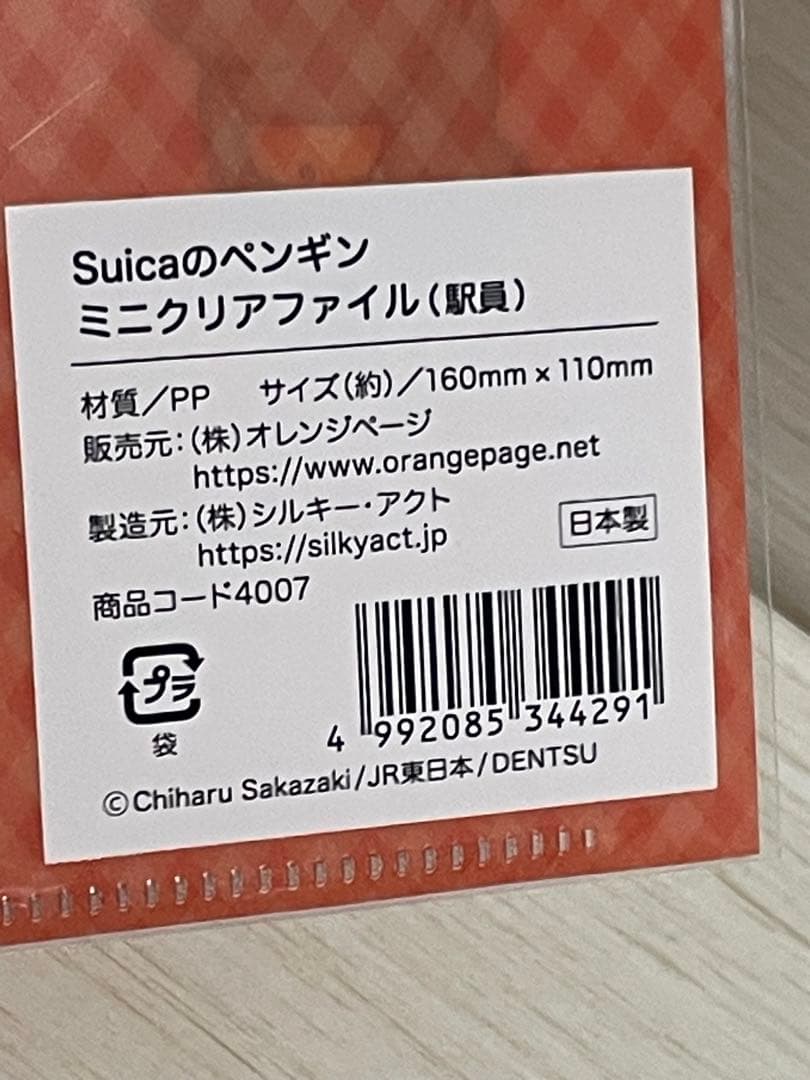 Suicaのペンギン
ミニクリアファイル(駅員)
材質/PP サイズ(約)/160mm x 110mm
販売元:(株)オレンジページ
https://www.orangepage.net
製造元:(株)シルキー・アクト
https://silkyact.jp
日本製
商品コード4007
プラ
袋
4 992085 344291
©Chiharu Sakazaki/JR東日本/DENTSU